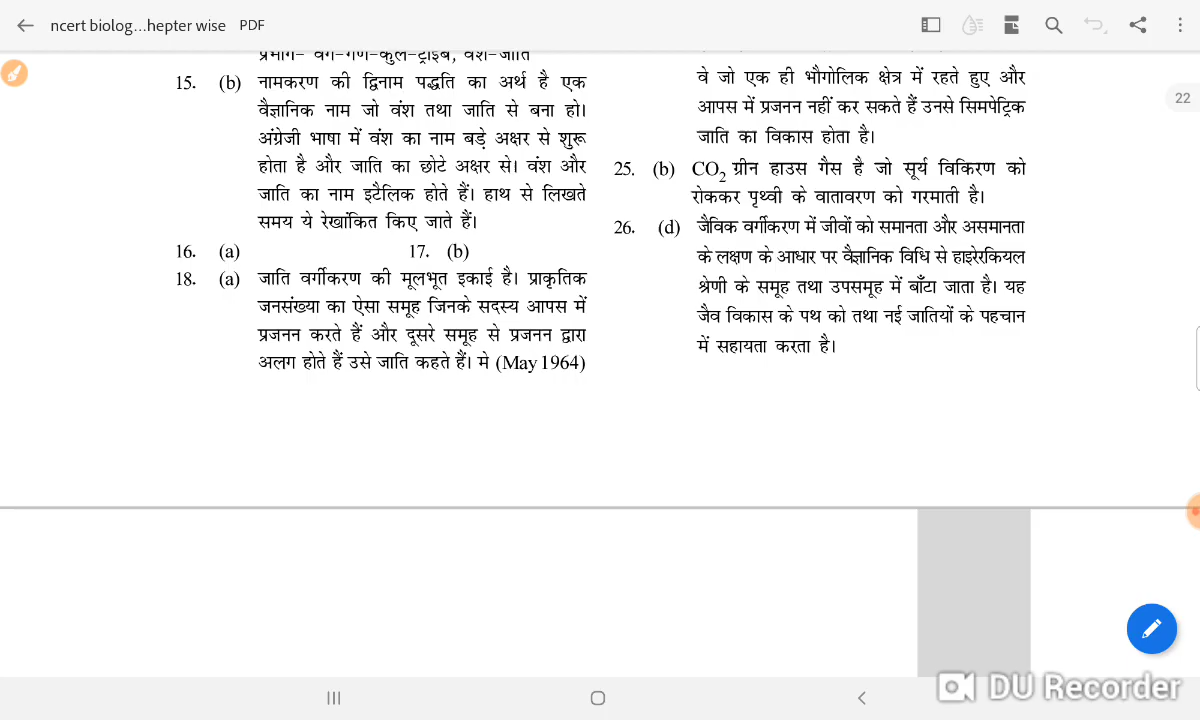 ncert biolog...hepter wise PDF
प्रभाग- वर्ग-गण-कुल-ट्राइब, वंश-जाति
15. (b) नामकरण की द्विनाम पद्धति का अर्थ है एक
वैज्ञानिक नाम जो वंश तथा जाति से बना हो।
अंग्रेजी भाषा में वंश का नाम बड़े अक्षर से शुरू
होता है और जाति का छोटे अक्षर से। वंश और
जाति का नाम इटैलिक होते हैं। हाथ से लिखते
समय ये रेखांकित किए जाते हैं।
16. (a) 17. (b)
18. (a) जाति वर्गीकरण की मूलभूत इकाई है। प्राकृतिक
जनसंख्या का ऐसा समूह जिनके सदस्य आपस में
प्रजनन करते हैं और दूसरे समूह से प्रजनन द्वारा
अलग होते हैं उसे जाति कहते हैं। मे (May 1964)
वे जो एक ही भौगोलिक क्षेत्र में रहते हुए और
आपस में प्रजनन नहीं कर सकते हैं उनसे सिमपेट्रिक
जाति का विकास होता है।
25. (b) CO₂ ग्रीन हाउस गैस है जो सूर्य विकिरण को
रोककर पृथ्वी के वातावरण को गरमाती है।
26. (d) जैविक वर्गीकरण में जीवों को समानता और असमानता
के लक्षण के आधार पर वैज्ञानिक विधि से हाइरेरकियल
श्रेणी के समूह तथा उपसमूह में बाँटा जाता है। यह
जैव विकास के पथ को तथा नई जातियों के पहचान
में सहायता करता है।
22
DU Recorder